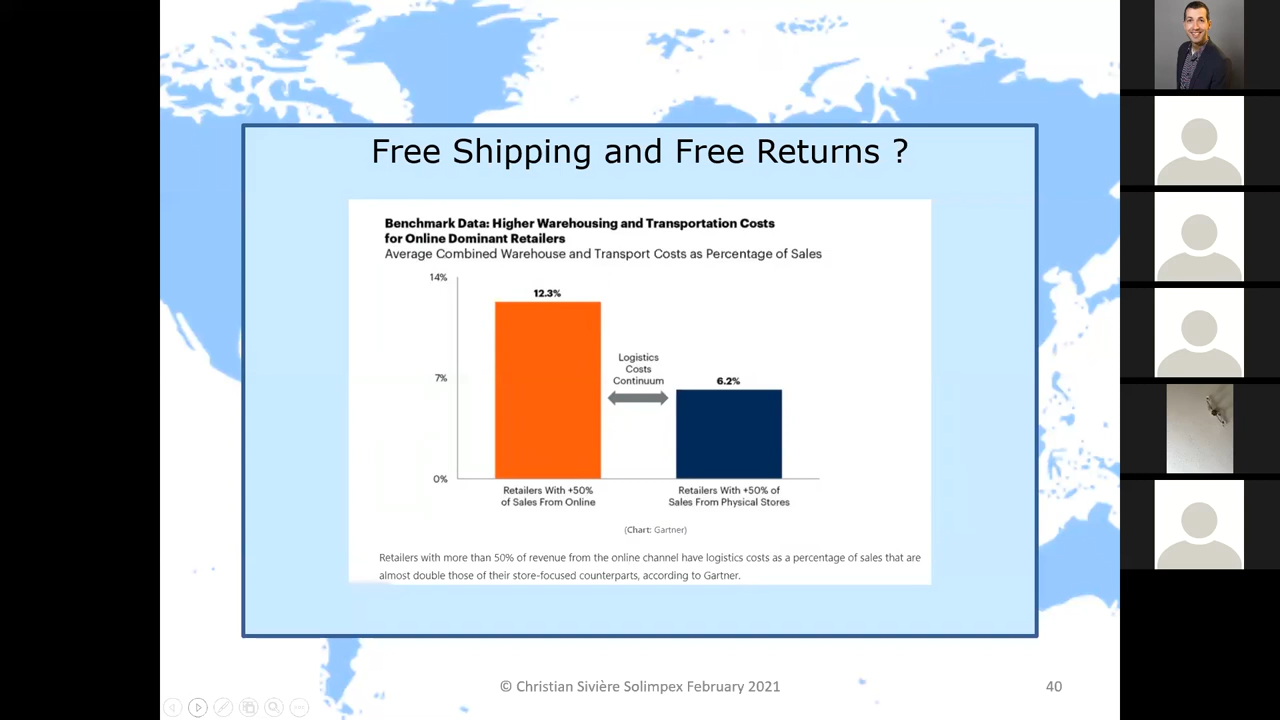 Free Shipping and Free Returns ?
Benchmark Data: Higher Warehousing and Transportation Costs
for Online Dominant Retailers
Average Combined Warehouse and Transport Costs as Percentage of Sales
14%
12.3%
Logistics
Costs
Continuum
7%
6.2%
0%
Retailers With +50%
of Sales From Online
Retailers With +50% of
Sales From Physical Stores
(Chart: Gartner)
Retailers with more than 50% of revenue from the online channel have logistics costs as a percentage of sales that are
almost double those of their store-focused counterparts, according to Gartner.
© Christian Sivière Solimpex February 2021
40